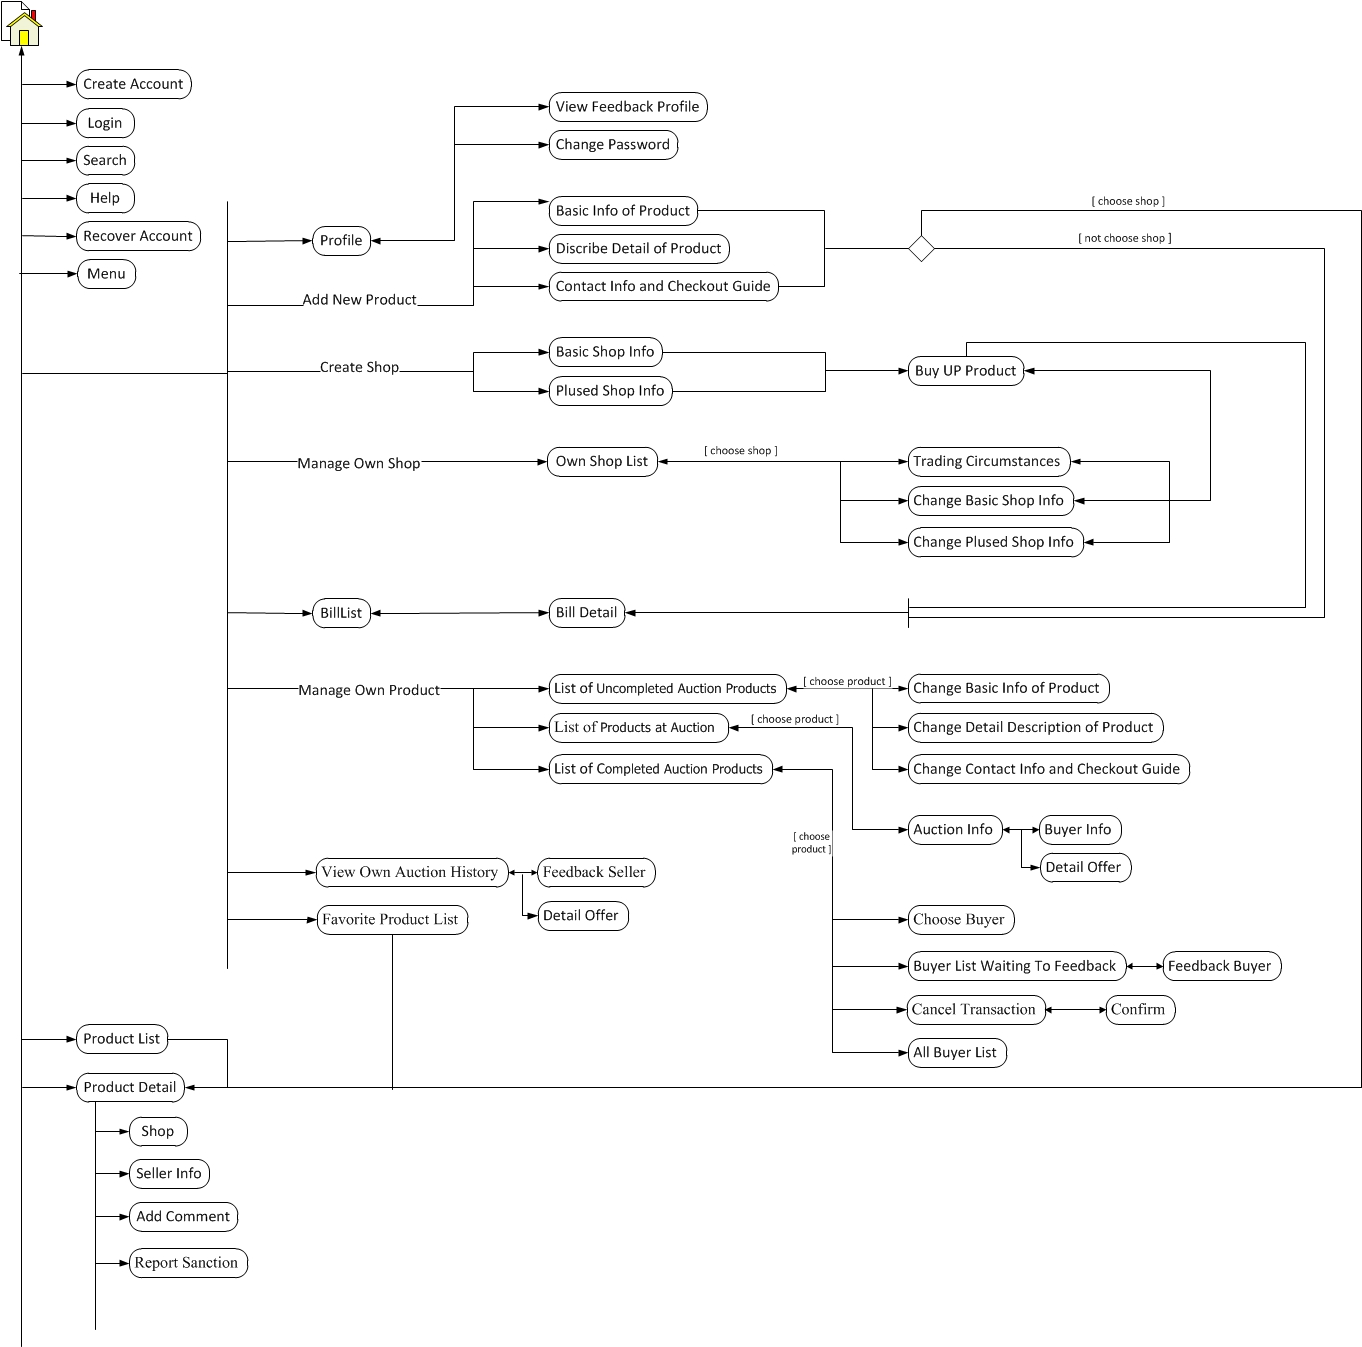 Create Account
Login
Search
Help
Recover Account
Menu
Profile
View Feedback Profile
Change Password
Add New Product
Basic Info of Product
Discribe Detail of Product
Contact Info and Checkout Guide
[ choose shop ]
[ not choose shop ]
Create Shop
Basic Shop Info
Plused Shop Info
Buy UP Product
Manage Own Shop
Own Shop List
[ choose shop ]
Trading Circumstances
Change Basic Shop Info
Change Plused Shop Info
BillList
Bill Detail
Manage Own Product
List of Uncompleted Auction Products
[ choose product ]
Change Basic Info of Product
List of Products at Auction
[ choose product ]
Change Detail Description of Product
List of Completed Auction Products
Change Contact Info and Checkout Guide
[ choose
product ]
Auction Info
Buyer Info
Detail Offer
View Own Auction History
Feedback Seller
Detail Offer
Favorite Product List
Choose Buyer
Buyer List Waiting To Feedback
Feedback Buyer
Cancel Transaction
Confirm
All Buyer List
Product List
Product Detail
Shop
Seller Info
Add Comment
Report Sanction